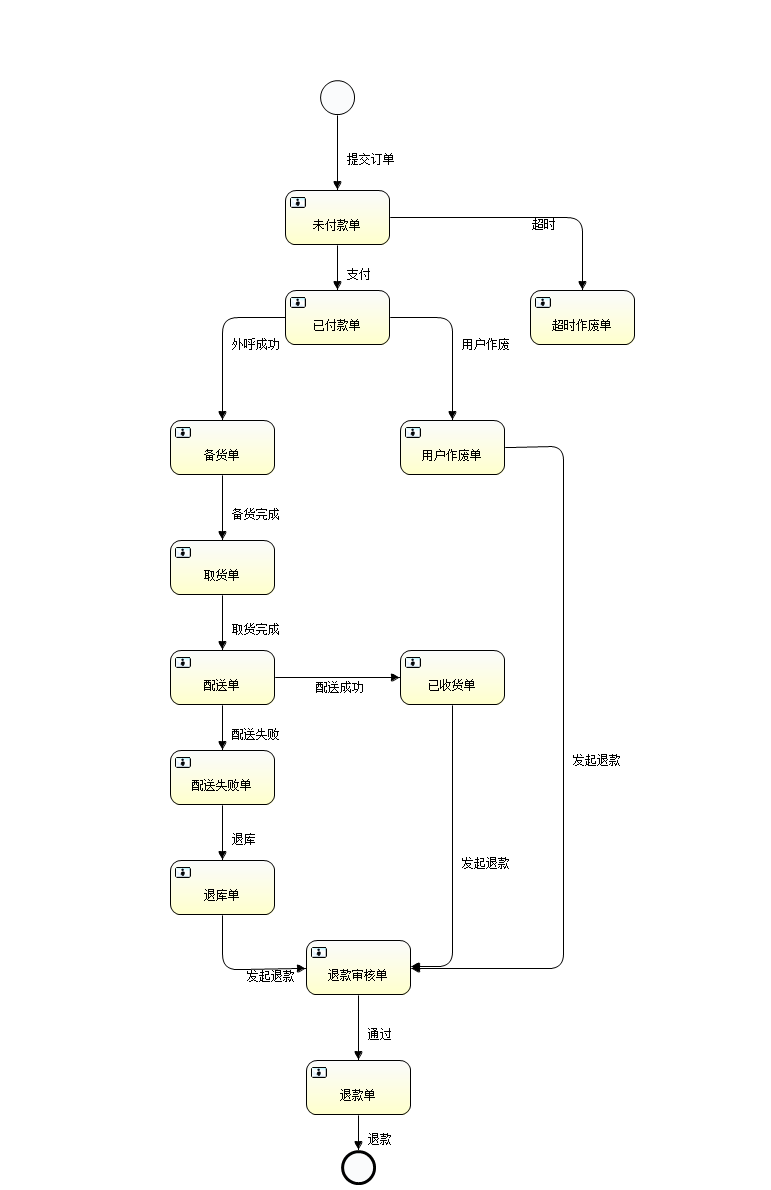 提交订单
未付款单
超时
支付
已付款单
超时作废单
外呼成功
用户作废
备货单
用户作废单
备货完成
取货单
取货完成
配送单
已收货单
配送成功
配送失败
发起退款
配送失败单
退库
发起退款
退库单
发起退款
退款审核单
通过
退款单
退款